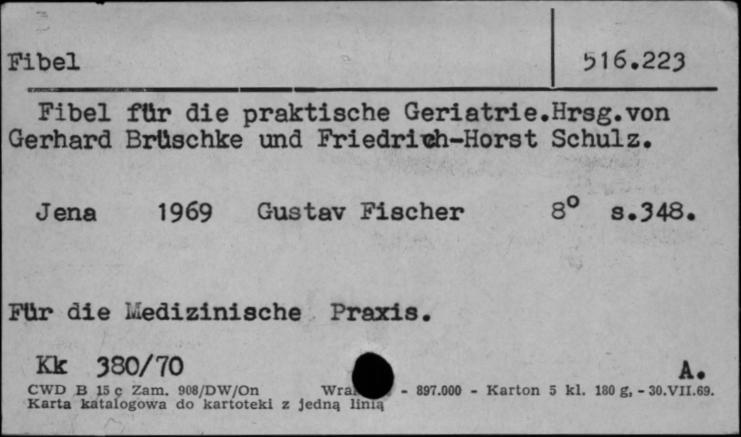 Fibel 516.223
Fibel für die praktische Geriatrie.Hrsg.von
Gerhard Brüschke und Friedrich-Horst Schulz.
Jena 1969 Gustav Fischer 8° s.348.
Für die Medizinische Praxis.
Kk 380/70 A.
CWD B 15 c Zam. 908/DW/On - 897.000 - Karton 5 kl. 180 g, - 30.VII.69.
Karta katalogowa do kartoteki z jedną linią